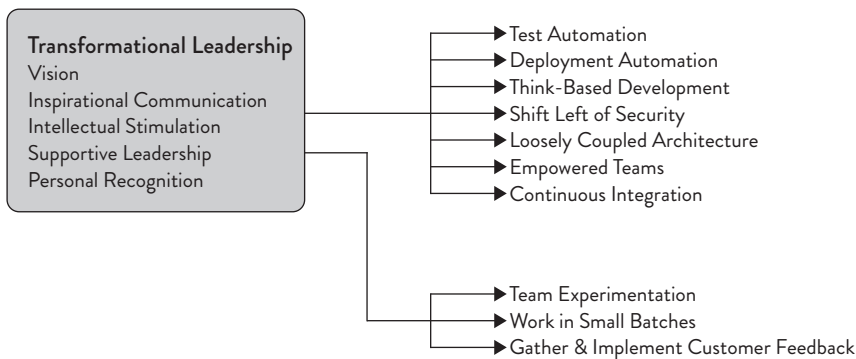 Transformational Leadership
Vision
Inspirational Communication
Intellectual Stimulation
Supportive Leadership
Personal Recognition
Test Automation
Deployment Automation
Think-Based Development
Shift Left of Security
Loosely Coupled Architecture
Empowered Teams
Continuous Integration
Team Experimentation
Work in Small Batches
Gather & Implement Customer Feedback